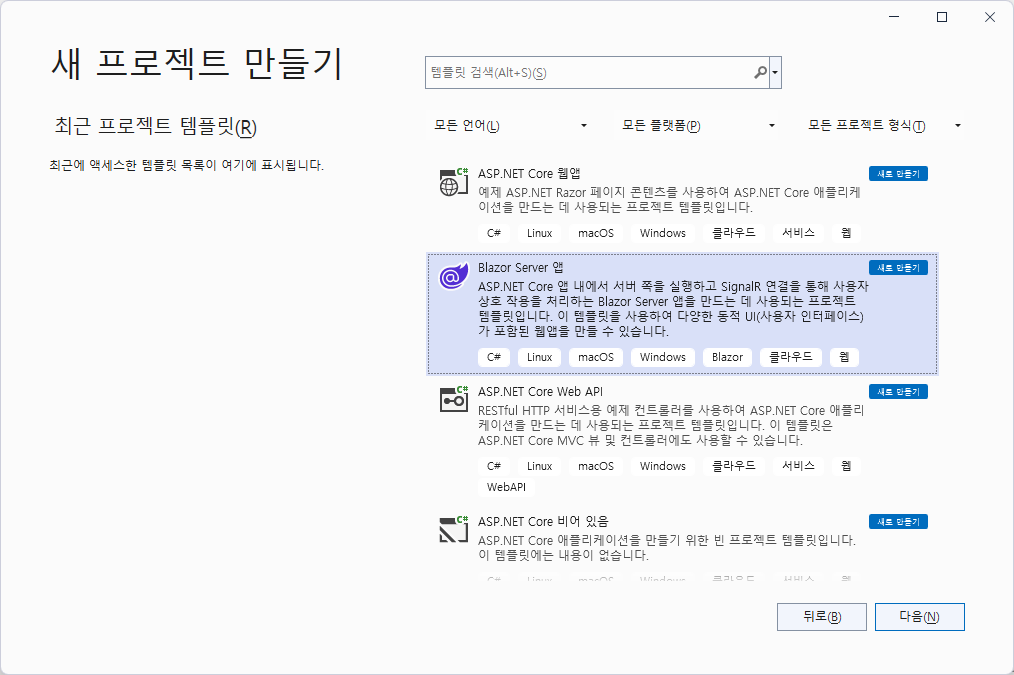 새 프로젝트 만들기
템플릿 검색(Alt+S)(S)
최근 프로젝트 템플릿(R)
최근에 액세스한 템플릿 목록이 여기에 표시됩니다.
모든 언어(L) 모든 플랫폼(P) 모든 프로젝트 형식(T)
C# ASP.NET Core 웹앱 새로 만들기
예제 ASP.NET Razor 페이지 콘텐츠를 사용하여 ASP.NET Core 애플리케
이션을 만드는 데 사용되는 프로젝트 템플릿입니다.
C# Linux macOS Windows 클라우드 서비스 웹
@ Blazor Server 앱 새로 만들기
ASP.NET Core 앱 내에서 서버 쪽을 실행하고 SignalR 연결을 통해 사용자
상호 작용을 처리하는 Blazor Server 앱을 만드는 데 사용되는 프로젝트
템플릿입니다. 이 템플릿을 사용하여 다양한 동적 UI(사용자 인터페이스)
가 포함된 웹앱을 만들 수 있습니다.
C# Linux macOS Windows Blazor 클라우드 웹
C# ASP.NET Core Web API 새로 만들기
RESTful HTTP 서비스용 예제 컨트롤러를 사용하여 ASP.NET Core 애플리
케이션을 만드는 데 사용되는 프로젝트 템플릿입니다. 이 템플릿은
ASP.NET Core MVC 뷰 및 컨트롤러에도 사용할 수 있습니다.
C# Linux macOS Windows 클라우드 서비스 웹
WebAPI
C# ASP.NET Core 비어 있음 새로 만들기
ASP.NET Core 애플리케이션을 만들기 위한 빈 프로젝트 템플릿입니다.
이 템플릿에는 내용이 없습니다.
C# Linux macOS Windows 클라우드 서비스 웹
뒤로(B) 다음(N)